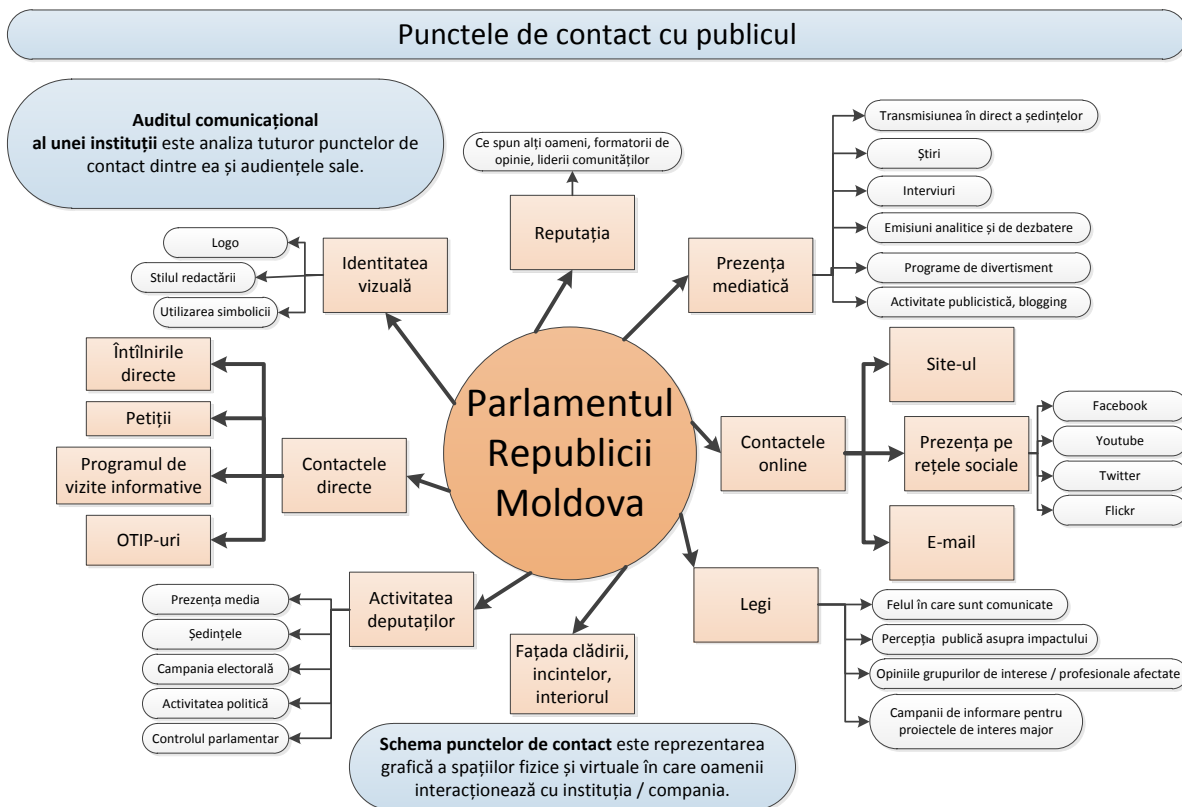 Punctele de contact cu publicul
Auditul comunicațional
al unei instituții este analiza tuturor punctelor de
contact dintre ea și audiențele sale.
Ce spun alți oameni, formatorii de
opinie, liderii comunităților
Reputația
Transmisiunea în direct a ședințelor
Știri
Interviuri
Emisiuni analitice și de dezbatere
Programe de divertisment
Activitate publicistică, blogging
Prezența
mediatică
Logo
Stilul redactării
Utilizarea simbolicii
Identitatea
vizuală
Parlamentul
Republicii
Moldova
Întîlnirile
directe
Petiții
Programul de
vizite informative
OTIP-uri
Contactele
directe
Contactele
online
Site-ul
Prezența pe
rețele sociale
E-mail
Facebook
Youtube
Twitter
Flickr
Prezența media
Ședințele
Campania electorală
Activitatea politică
Controlul parlamentar
Activitatea
deputaților
Fațada clădirii,
incintelor,
interiorul
Legi
Felul în care sunt comunicate
Percepția publică asupra impactului
Opiniile grupurilor de interese / profesionale afectate
Campanii de informare pentru
proiectele de interes major
Schema punctelor de contact este reprezentarea
grafică a spațiilor fizice și virtuale în care oamenii
interacționează cu instituția / compania.